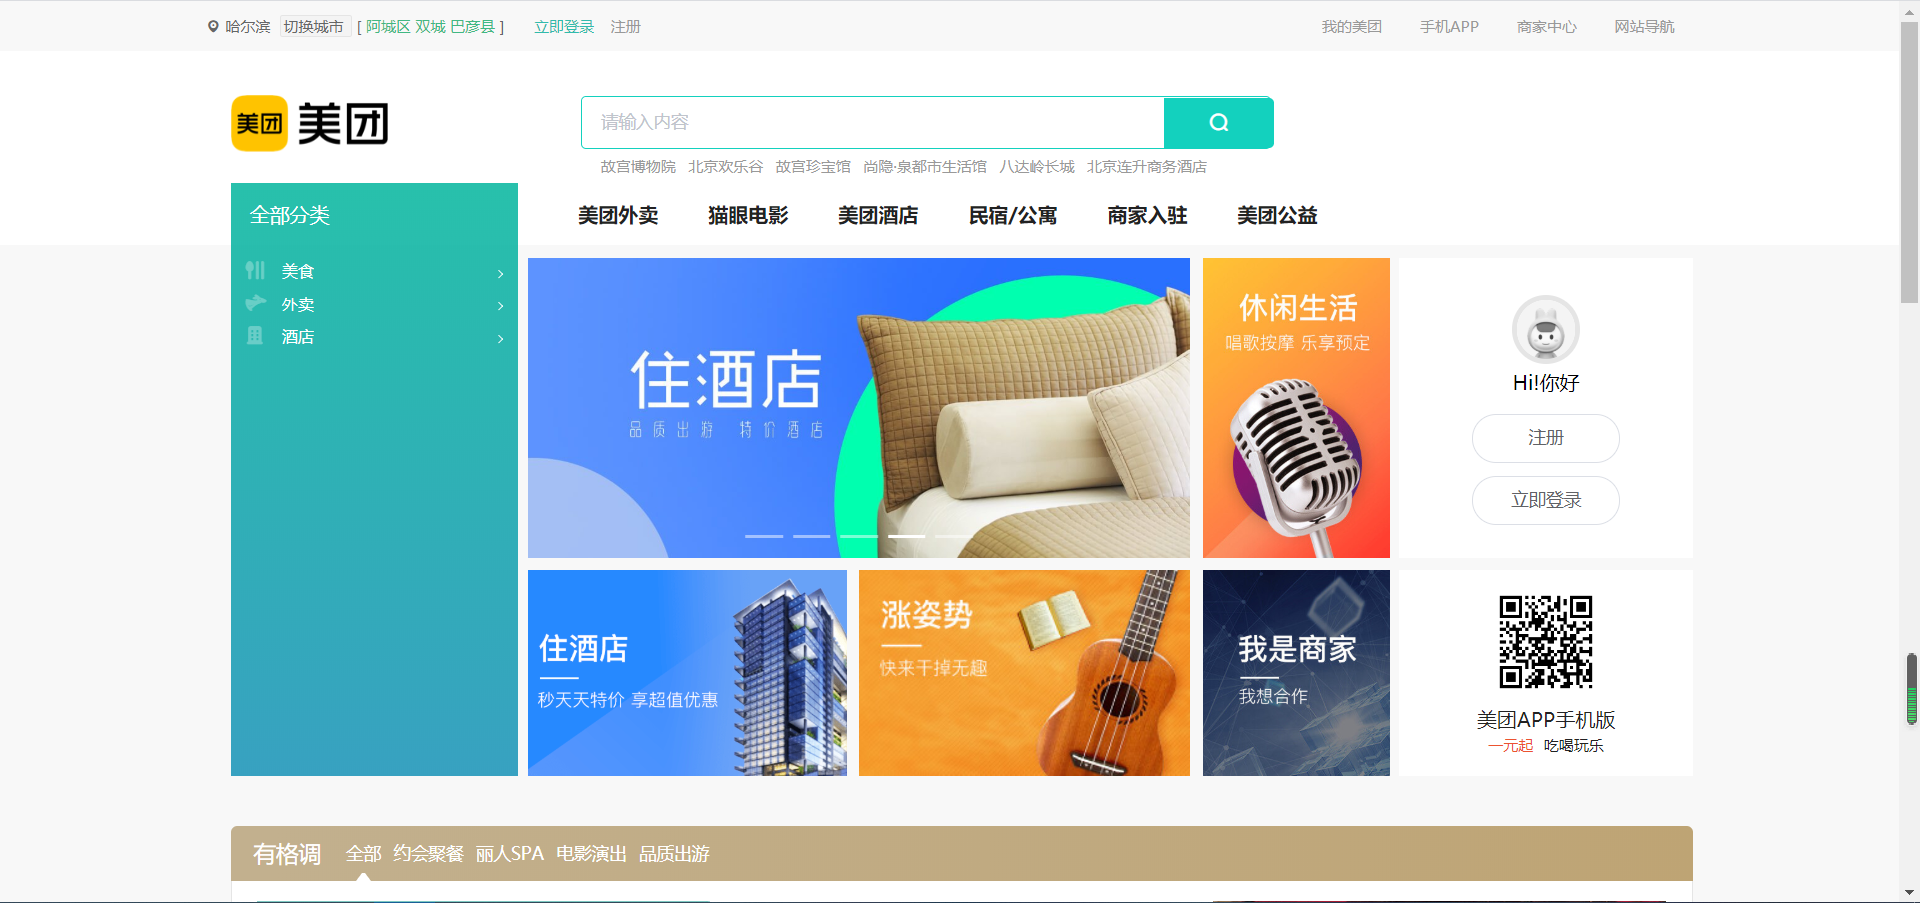 哈尔滨 切换城市 [ 阿城区 双城 巴彦县 ] 立即登录 注册
我的美团 手机APP 商家中心 网站导航
美团 美团
请输入内容
故宫博物院 北京欢乐谷 故宫珍宝馆 尚隐·泉都市生活馆 八达岭长城 北京连升商务酒店
全部分类
美团外卖 猫眼电影 美团酒店 民宿/公寓 商家入驻 美团公益
美食
外卖
酒店
住酒店
品质出游 特价酒店
休闲生活
唱歌按摩 乐享预定
Hi!你好
注册
立即登录
住酒店
秒天天特价 享超值优惠
涨姿势
快来干掉无趣
我是商家
我想合作
美团APP手机版
一元起 吃喝玩乐
有格调 全部 约会聚餐 丽人SPA 电影演出 品质出游